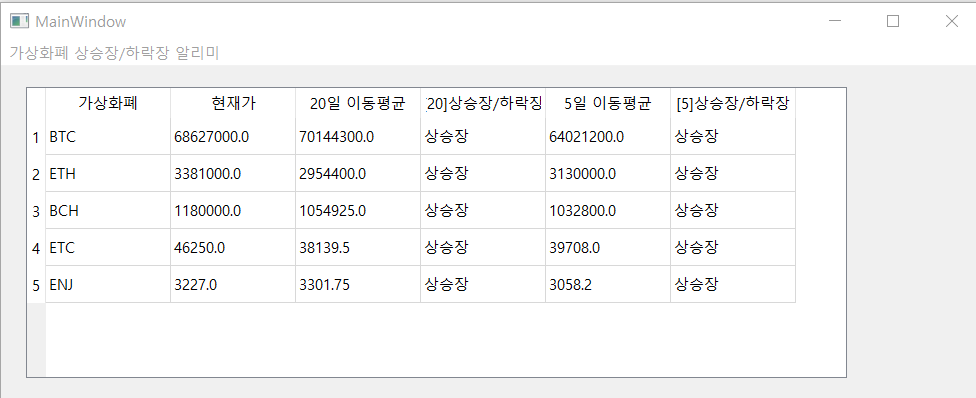 MainWindow
가상화폐 상승장/하락장 알리미
가상화폐 현재가 20일 이동평균 20]상승장/하락장 5일 이동평균 [5]상승장/하락장
1 BTC 68627000.0 70144300.0 상승장 64021200.0 상승장
2 ETH 3381000.0 2954400.0 상승장 3130000.0 상승장
3 BCH 1180000.0 1054925.0 상승장 1032800.0 상승장
4 ETC 46250.0 38139.5 상승장 39708.0 상승장
5 ENJ 3227.0 3301.75 상승장 3058.2 상승장